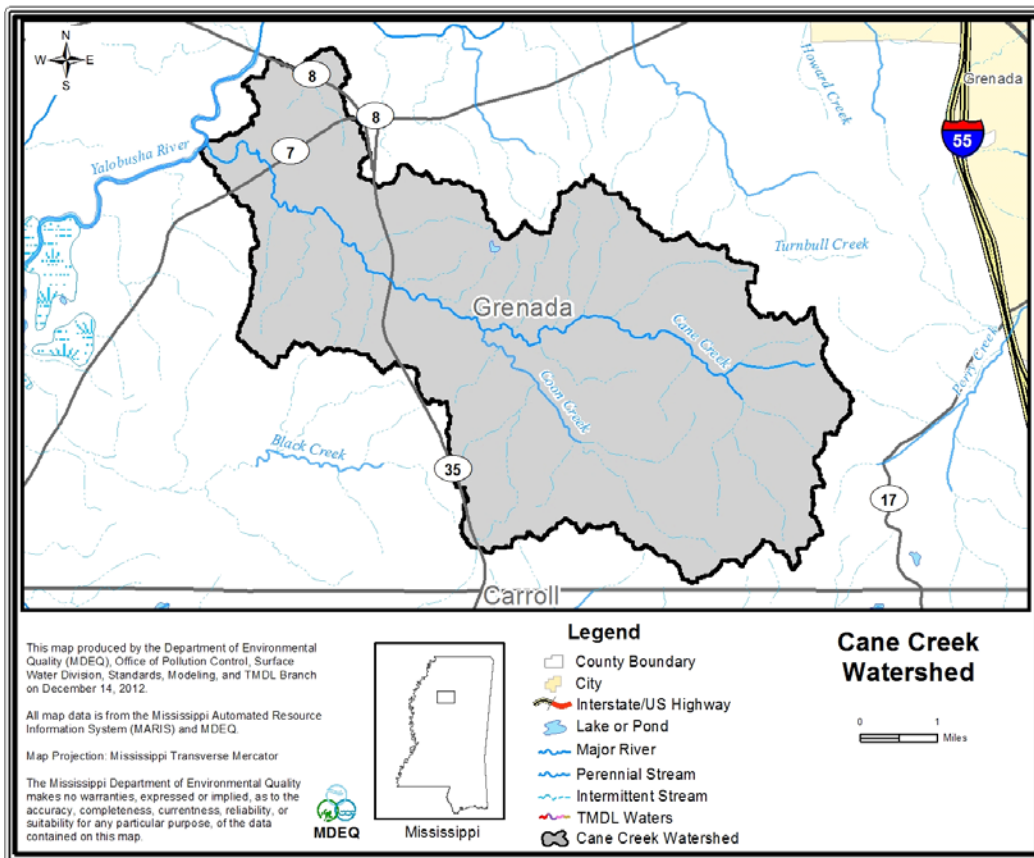 N
W E
S
8
8
7
Yalobusha River
Howard Creek
Grenada
55
Turnbull Creek
Grenada
Cane Creek
Perry Creek
Coon Creek
Black Creek
35
17
Carroll
This map produced by the Department of Environmental
Quality (MDEQ), Office of Pollution Control, Surface
Water Division, Standards, Modeling, and TMDL Branch
on December 14, 2012.
All map data is from the Mississippi Automated Resource
Information System (MARIS) and MDEQ.
Map Projection: Mississippi Transverse Mercator
The Mississippi Department of Environmental Quality
makes no warranties, expressed or implied, as to the
accuracy, completeness, currentness, reliability, or
suitability for any particular purpose, of the data
contained on this map.
MDEQ
Mississippi
Legend
County Boundary
City
Interstate/US Highway
Lake or Pond
Major River
Perennial Stream
Intermittent Stream
TMDL Waters
Cane Creek Watershed
Cane Creek
Watershed
0 1
Miles